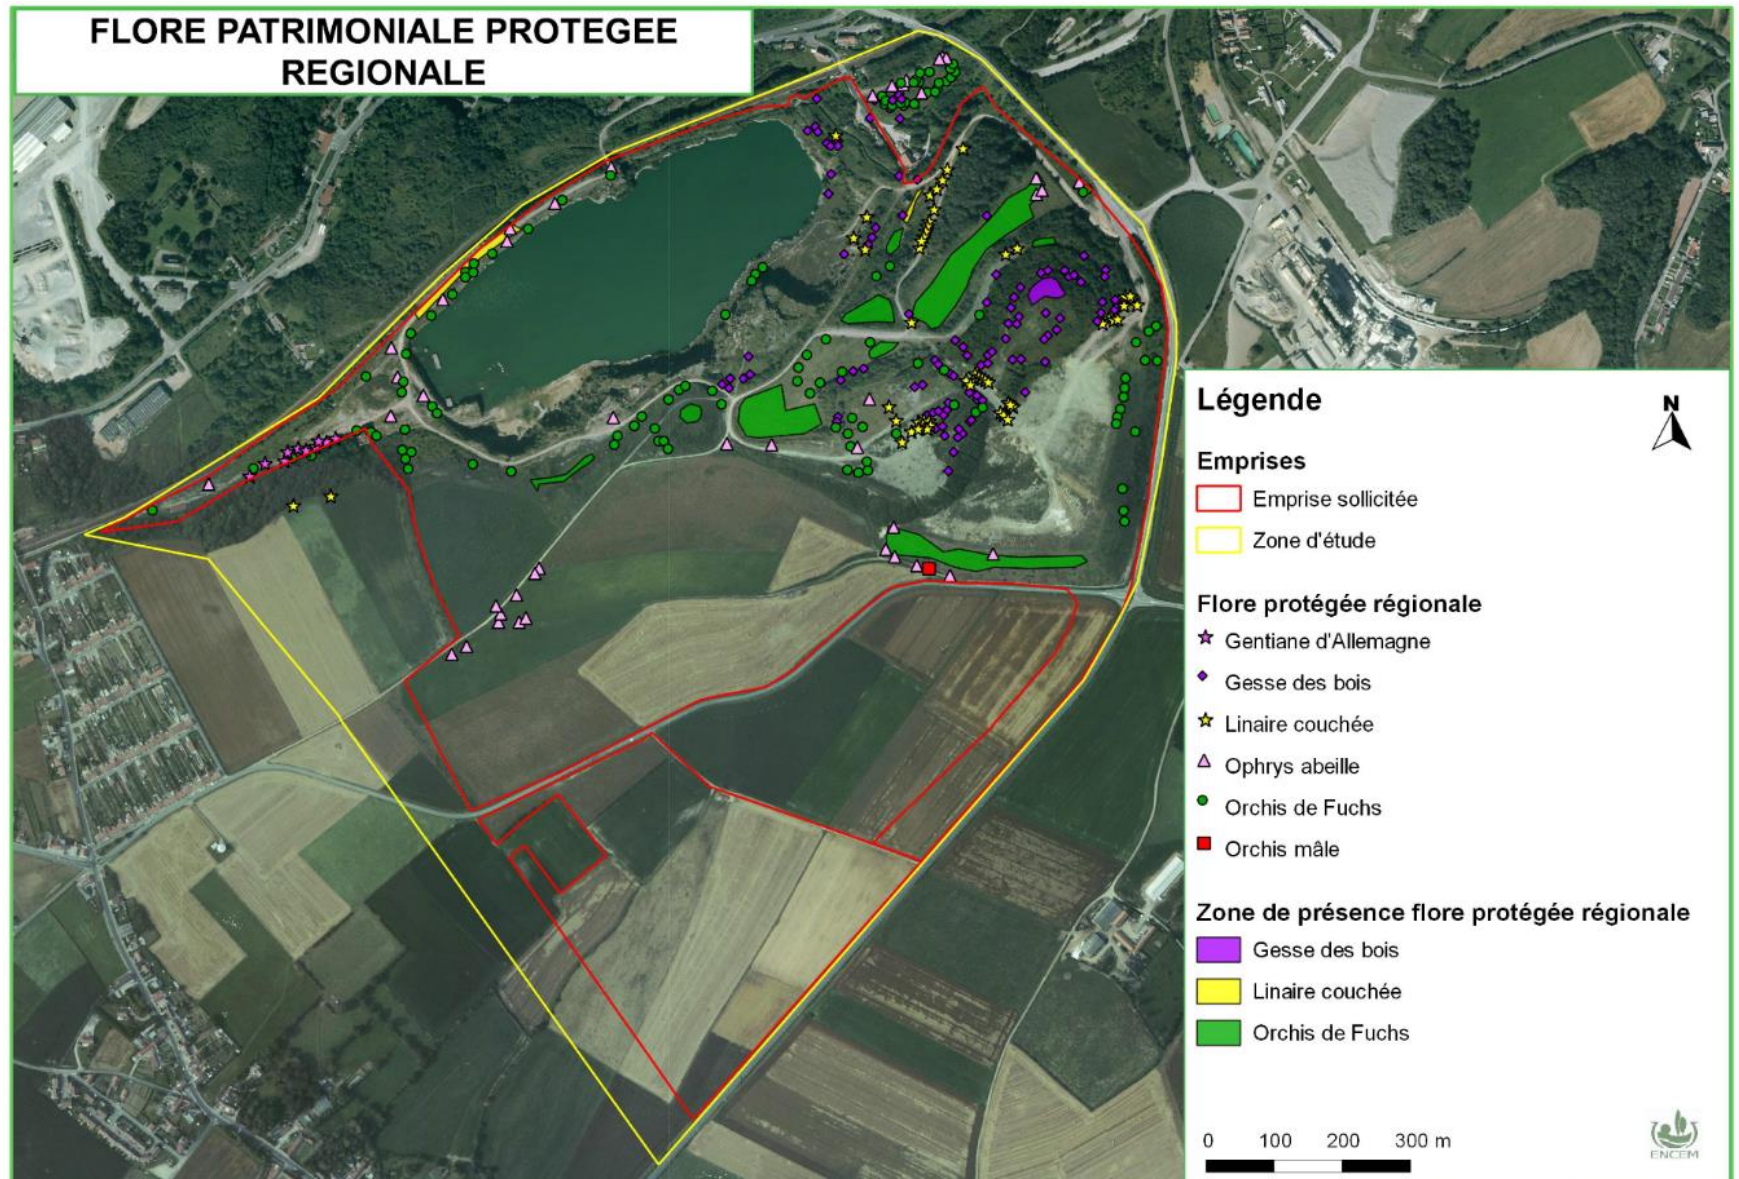 FLORE PATRIMONIALE PROTEGEE
REGIONALE
Légende
N
Emprises
Emprise sollicitée
Zone d'étude
Flore protégée régionale
Gentiane d'Allemagne
Gesse des bois
Linaire couchée
Ophrys abeille
Orchis de Fuchs
Orchis mâle
Zone de présence flore protégée régionale
Gesse des bois
Linaire couchée
Orchis de Fuchs
0 100 200 300 m
ENCEM